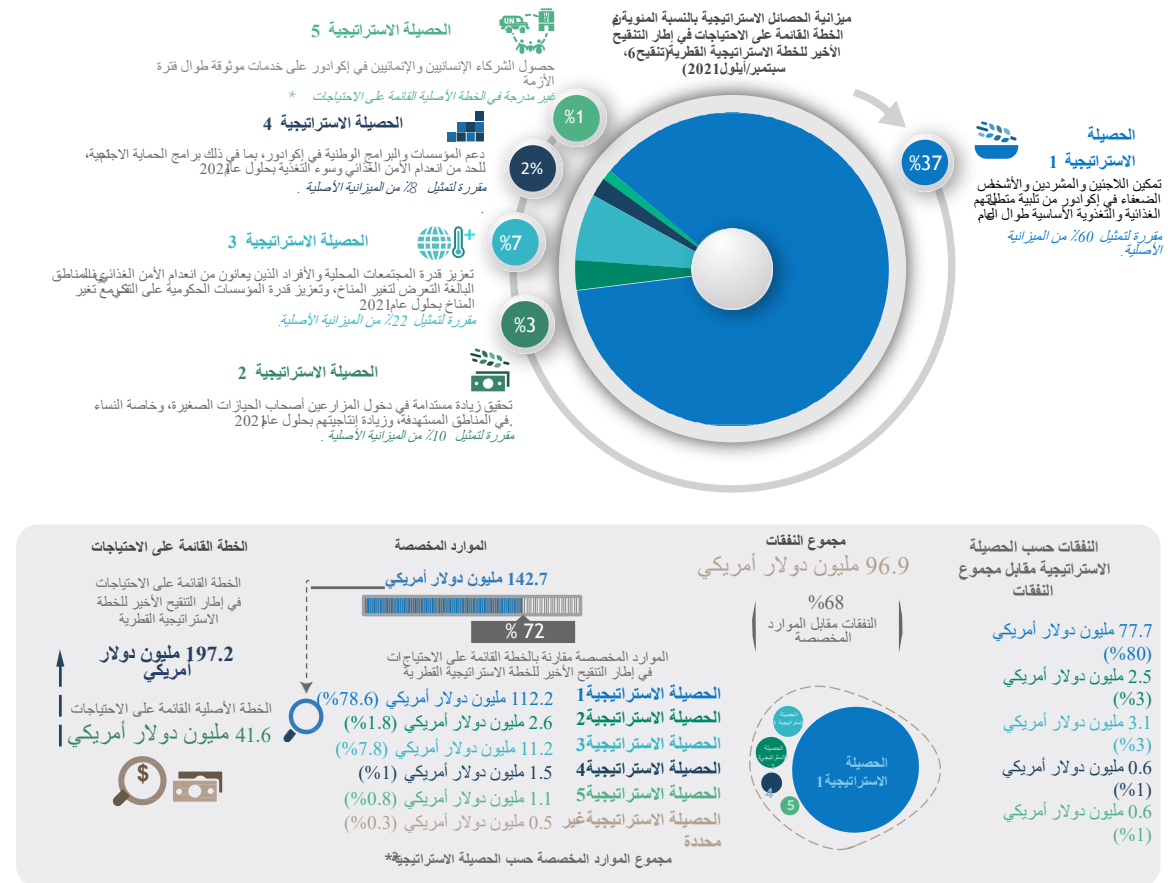 ميزانية الحصائل الاستراتيجية بالنسبة المئوية
الخطة القائمة على الاحتياجات في إطار التنقيح
الأخير للخطة الاستراتيجية القطرية (تنقيح 6،
سبتمبر/أيلول 2021)
الحصيلة
الاستراتيجية 1
%37
تمكين اللاجئين والمشردين والأشخاص
الضعفاء في إكوادور من تلبية متطلباتهم
الغذائية والتغذوية الأساسية طوال العام
مقررة لتمثيل 60٪ من الميزانية
الأصلية.
الحصيلة الاستراتيجية 5
%1
حصول الشركاء الإنسانيين والإنمائيين في إكوادور على خدمات موثوقة طوال فترة
الأزمة
غير مدرجة في الخطة الأصلية القائمة على الاحتياجات *
UN
الحصيلة الاستراتيجية 4
2%
دعم المؤسسات والبرامج الوطنية في إكوادور، بما في ذلك برامج الحماية الاجتماعية،
للحد من انعدام الأمن الغذائي وسوء التغذية بحلول عام 2021
مقررة لتمثيل 8٪ من الميزانية الأصلية .
.
الحصيلة الاستراتيجية 3
%7
تعزيز قدرة المجتمعات المحلية والأفراد الذين يعانون من انعدام الأمن الغذائي في المناطق
البالغة التعرض لتغير المناخ، وتعزيز قدرة المؤسسات الحكومية على التكيف مع تغير
المناخ بحلول عام 2021
مقررة لتمثيل 22٪ من الميزانية الأصلية.
الحصيلة الاستراتيجية 2
%3
تحقيق زيادة مستدامة في دخول المزارعين أصحاب الحيازات الصغيرة، وخاصة النساء
في المناطق المستهدفة، وزيادة إنتاجيتهم بحلول عام 2021.
مقررة لتمثيل 10٪ من الميزانية الأصلية .
النفقات حسب الحصيلة
الاستراتيجية مقابل مجموع
النفقات
77.7 مليون دولار أمريكي
(%80)
2.5 مليون دولار أمريكي
(%3)
3.1 مليون دولار أمريكي
(%3)
0.6 مليون دولار أمريكي
(%1)
0.6 مليون دولار أمريكي
(%1)
مجموع النفقات
96.9 مليون دولار أمريكي
%68
النفقات مقابل الموارد
المخصصة
الحصيلة
الاستراتيجية 1
الحصيلة
الحصيلة
4
5
الموارد المخصصة
142.7 مليون دولار أمريكي
% 72
الموارد المخصصة مقارنة بالخطة القائمة على الاحتياجات
في إطار التنقيح الأخير للخطة الاستراتيجية القطرية
الحصيلة الاستراتيجية 1 112.2 مليون دولار أمريكي (%78.6)
الحصيلة الاستراتيجية 2 2.6 مليون دولار أمريكي (%1.8)
الحصيلة الاستراتيجية 3 11.2 مليون دولار أمريكي (%7.8)
الحصيلة الاستراتيجية 4 1.5 مليون دولار أمريكي (%1)
الحصيلة الاستراتيجية 5 1.1 مليون دولار أمريكي (%0.8)
الحصيلة الاستراتيجية غير 0.5 مليون دولار أمريكي (%0.3)
محددة
مجموع الموارد المخصصة حسب الحصيلة الاستراتيجية**
الخطة القائمة على الاحتياجات
الخطة القائمة على الاحتياجات
في إطار التنقيح الأخير للخطة
الاستراتيجية القطرية
197.2 مليون دولار
أمريكي
الخطة الأصلية القائمة على الاحتياجات
41.6 مليون دولار أمريكي
$